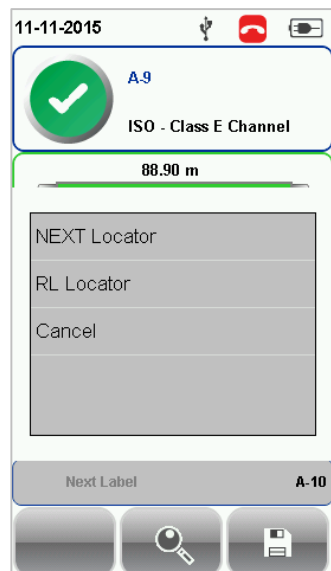 11-11-2015
A-9
ISO - Class E Channel
88.90 m
NEXT Locator
RL Locator
Cancel
Next Label A-10